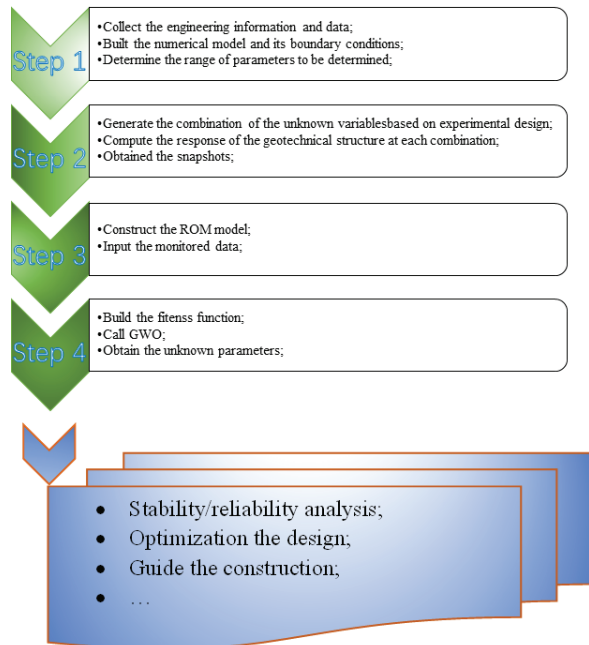 Step 1
•Collect the engineering information and data;
•Built the numerical model and its boundary conditions;
•Determine the range of parameters to be determined;
Step 2
•Generate the combination of the unknown variablesbased on experimental design;
•Compute the response of the geotechnical structure at each combination;
•Obtained the snapshots;
Step 3
•Construct the ROM model;
•Input the monitored data;
Step 4
•Build the fitenss function;
•Call GWO;
•Obtain the unknown parameters;
• Stability/reliability analysis;
• Optimization the design;
• Guide the construction;
• …